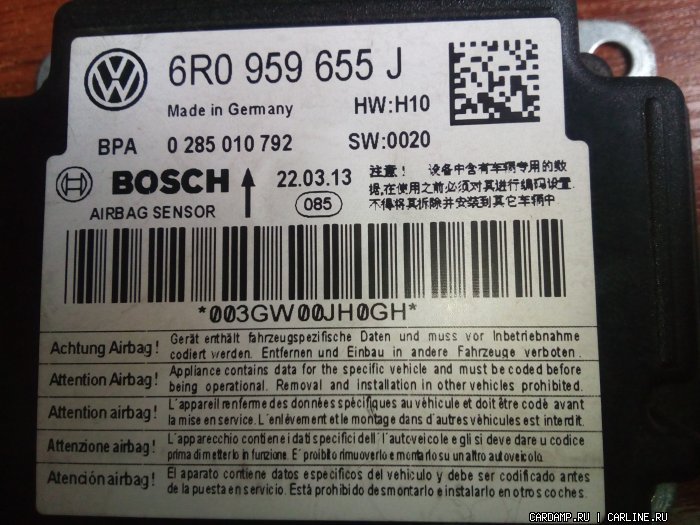 6R0 959 655 J
Made in Germany HW:H10
BPA 0 285 010 792 SW:0020
BOSCH 22.03.13
AIRBAG SENSOR 085
注意! 设备中含有车辆专用的数
据,在使用之前必须对其进行编码设置.
不得将其拆除并安装到其它车辆中.
*003GW00JH0GH*
Achtung Airbag! Gerät enthält fahrzeugspezifische Daten und muss vor Inbetriebnahme
codiert werden. Entfernen und Einbau in andere Fahrzeuge verboten.
Attention Airbag! Appliance contains data for the specific vehicle and must be coded before
being operational. Removal and installation in other vehicles prohibited.
Attention airbag! L'appareil renferme des données spécifiques au véhicule et doit être codé avant
la mise en service. L'enlèvement et le montage dans d'autres véhicules est interdit.
Attenzione airbag! L'apparecchio contiene i dati specifici dell'autoveicolo e gli si deve dare u codice
prima di metterlo in funzione. E' proibito rimuoverlo e montarlo su un altro autoveicolo.
Atención airbag! El aparato contiene datos especificos del vehiculo y debe ser codificado antes
de la puesta en servicio. Está prohibido desmontarlo e instalarlo en otros coches.
CARDAMP.RU | CARLINE.RU